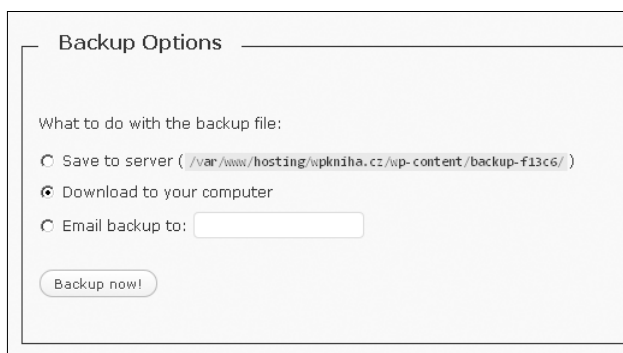 Backup Options
What to do with the backup file:
Save to server ( /var/www/hosting/wpkniha.cz/wp-content/backup-f13c6/ )
Download to your computer
Email backup to:
Backup now!